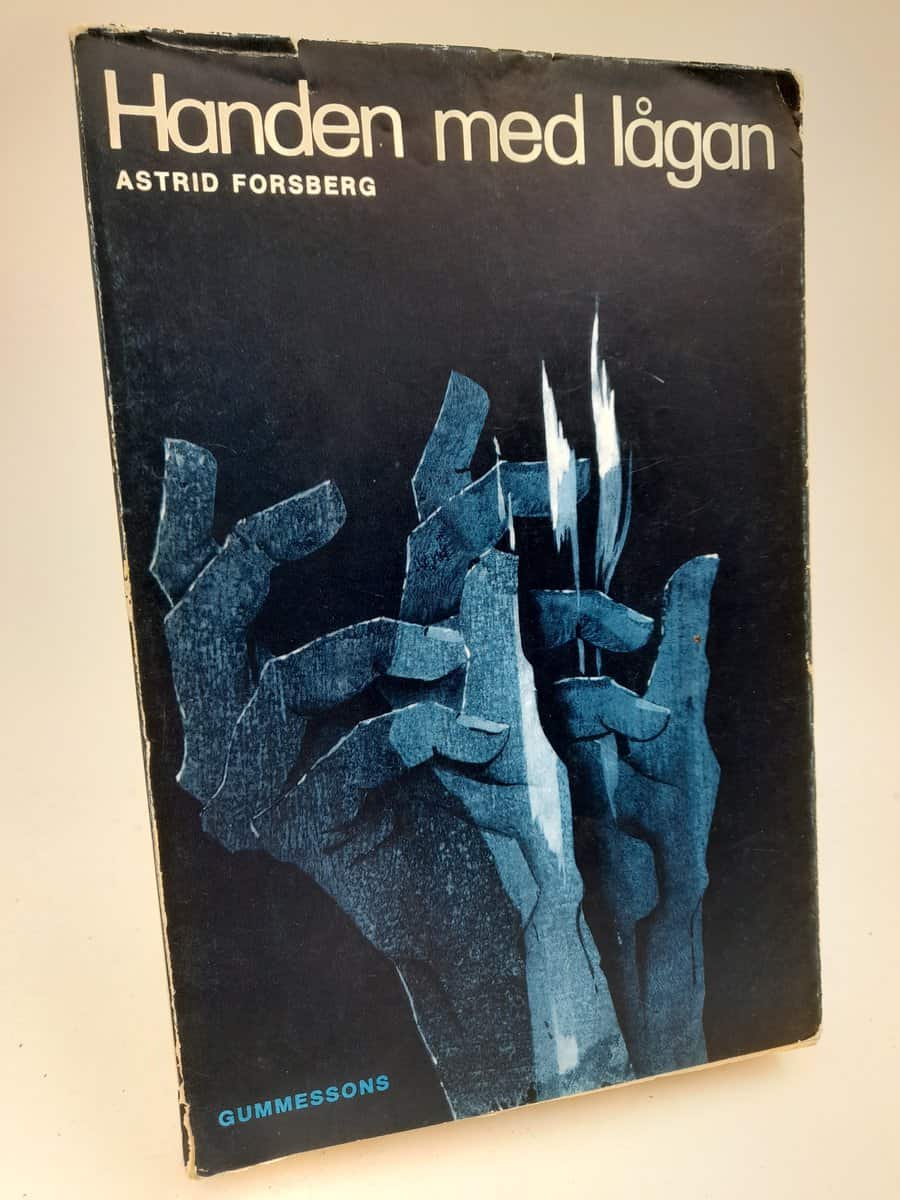 Handen med lågan
ASTRID FORSBERG
GUMMESSONS